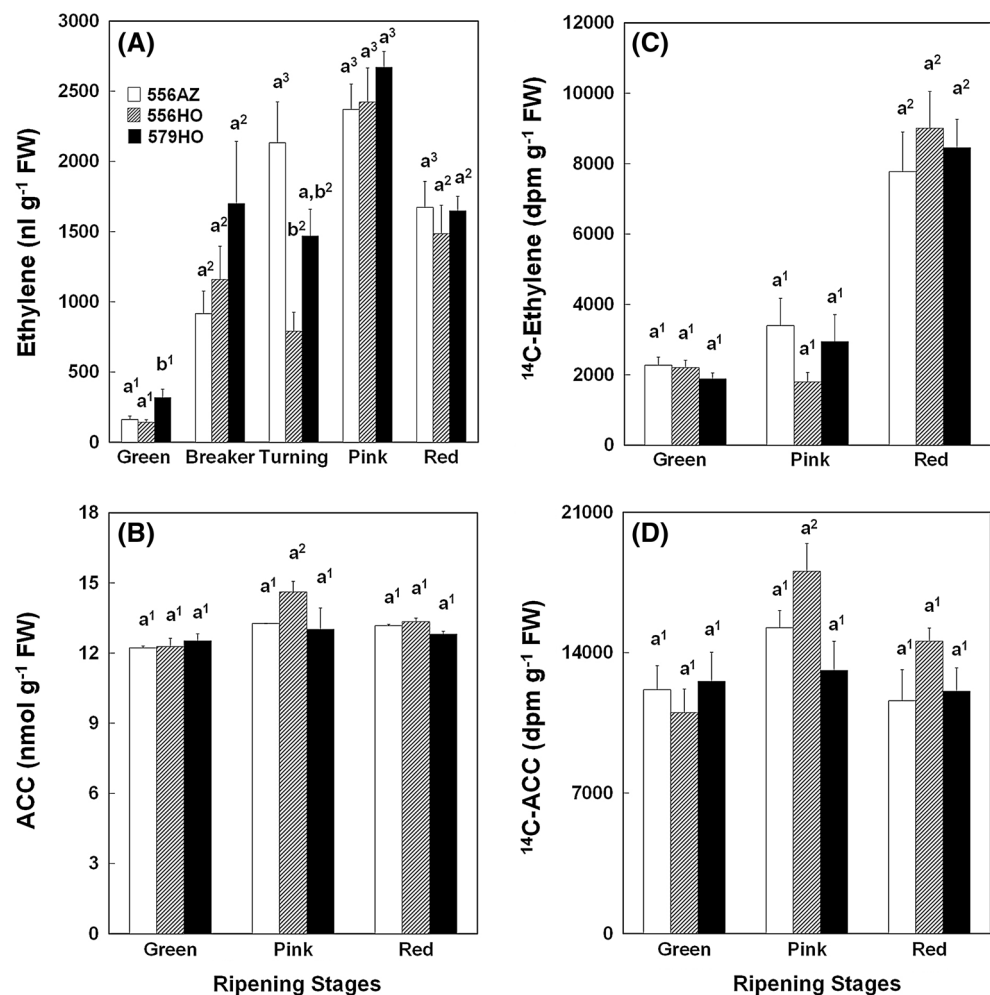 (A)
Ethylene (nl g⁻¹ FW)
3000
2500
2000
1500
1000
500
0
556AZ
556HO
579HO
a¹ a¹ b¹
a² a² a²
a³ b² a,b²
a³ a³ a³
a³ a² a²
Green Breaker Turning Pink Red
(C)
¹⁴C-Ethylene (dpm g⁻¹ FW)
12000
10000
8000
6000
4000
2000
0
a¹ a¹ a¹
a¹ a¹ a¹
a² a² a²
Green Pink Red
(B)
ACC (nmol g⁻¹ FW)
18
15
12
9
6
3
0
a¹ a¹ a¹
a¹ a² a¹
a¹ a¹ a¹
Green Pink Red
Ripening Stages
(D)
¹⁴C-ACC (dpm g⁻¹ FW)
21000
14000
7000
0
a¹ a¹ a¹
a¹ a² a¹
a¹ a¹ a¹
Green Pink Red
Ripening Stages